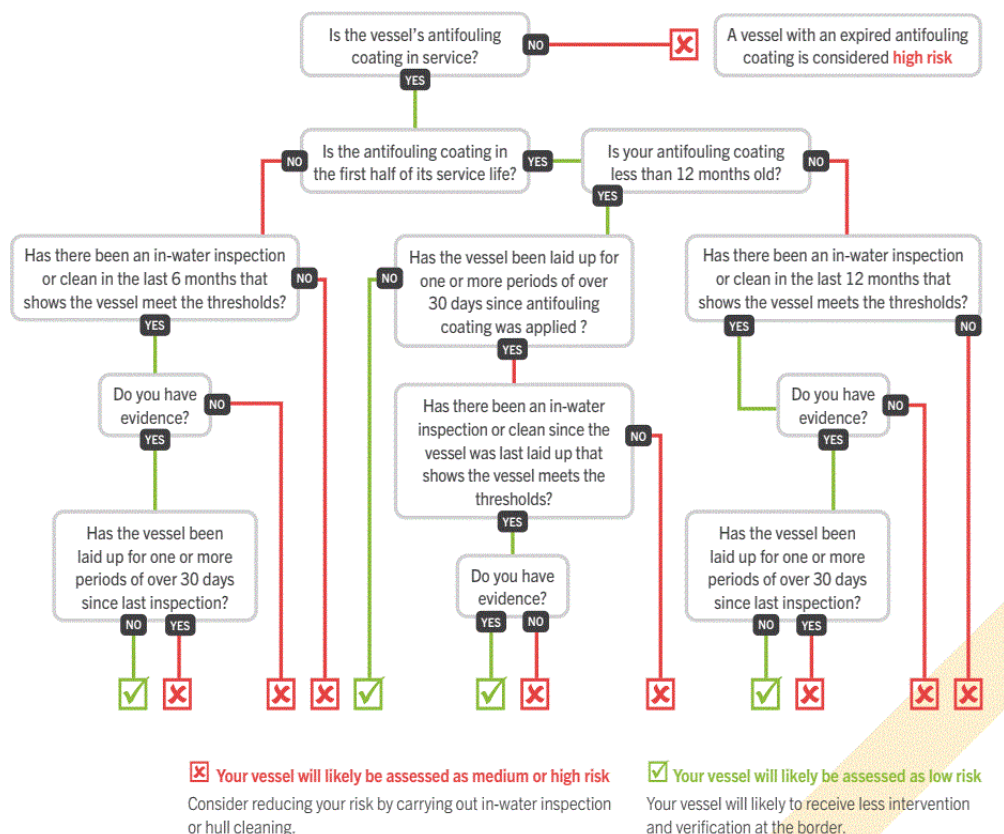 Is the vessel's antifouling
coating in service?
NO
A vessel with an expired antifouling
coating is considered high risk
YES
Is the antifouling coating in
the first half of its service life?
NO
YES
Is your antifouling coating
less than 12 months old?
NO
YES
Has there been an in-water inspection
or clean in the last 6 months that
shows the vessel meet the thresholds?
NO
YES
Has the vessel been laid up for
one or more periods of over
30 days since antifouling
coating was applied ?
NO
YES
Has there been an in-water inspection
or clean in the last 12 months that
shows the vessel meets the thresholds?
YES
NO
Do you have
evidence?
NO
YES
Has there been an in-water
inspection or clean since the
vessel was last laid up that
shows the vessel meets the
thresholds?
NO
YES
Do you have
evidence?
NO
YES
Has the vessel been
laid up for one or more
periods of over 30 days
since last inspection?
NO
YES
Do you have
evidence?
YES
NO
Has the vessel been
laid up for one or more
periods of over 30 days
since last inspection?
NO
YES
Your vessel will likely be assessed as medium or high risk
Consider reducing your risk by carrying out in-water inspection
or hull cleaning.
Your vessel will likely be assessed as low risk
Your vessel will likely to receive less intervention
and verification at the border.